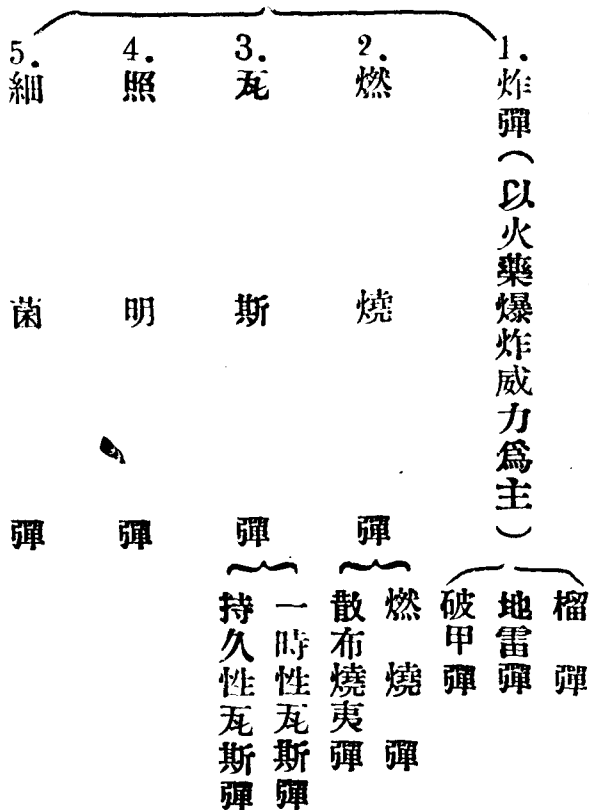 1.炸彈(以火藥爆炸威力爲主)
榴彈
地雷彈
破甲彈
2.燃燒彈
燃燒彈
散布燒夷彈
3.瓦斯彈
一時性瓦斯彈
持久性瓦斯彈
4.照明彈
5.細菌彈